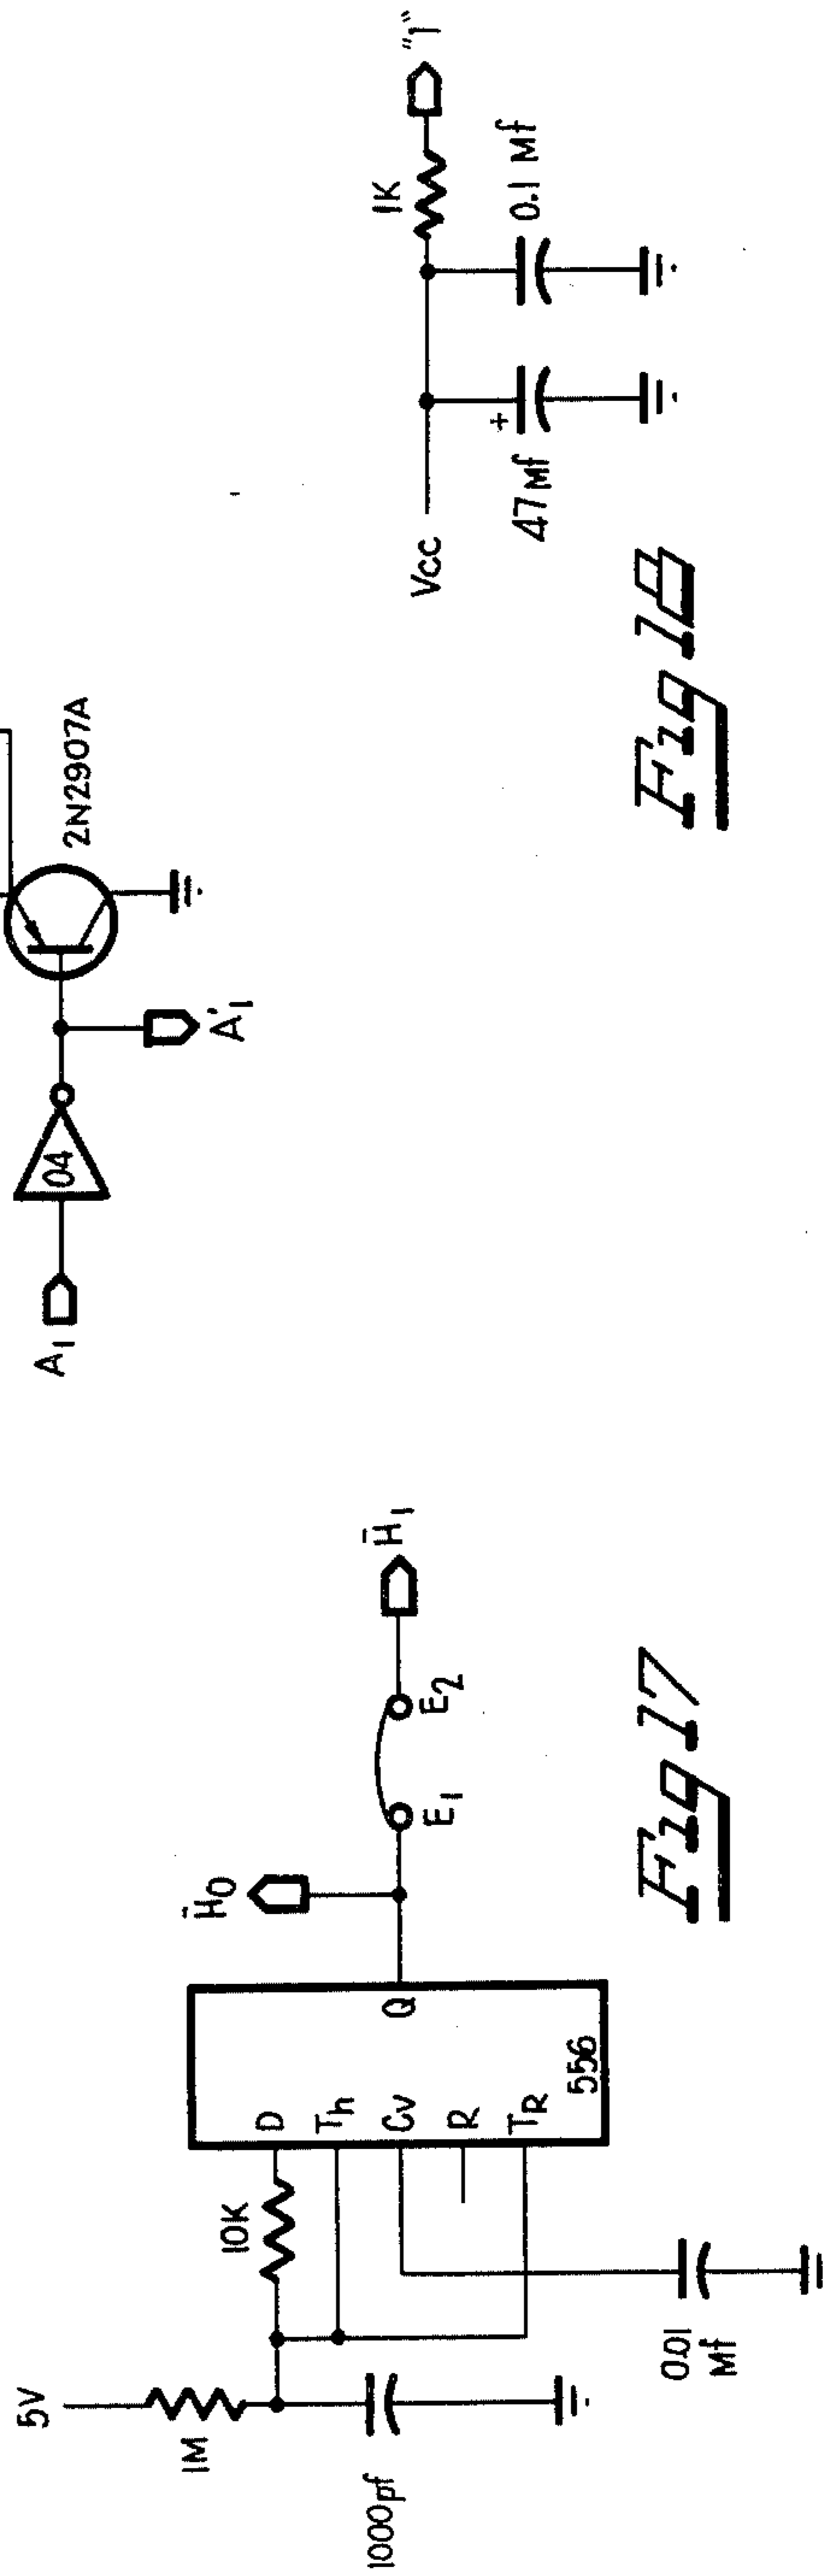 5V
1M
1000pf
10K
D
Th
Cv
R
TR
Q
556
0.01
Mf
H̄0
E1
E2
H̄1
Fig 17
A1
04
A'1
2N2907A
Vcc
47Mf
+
0.1 Mf
1K
"1"
Fig 18